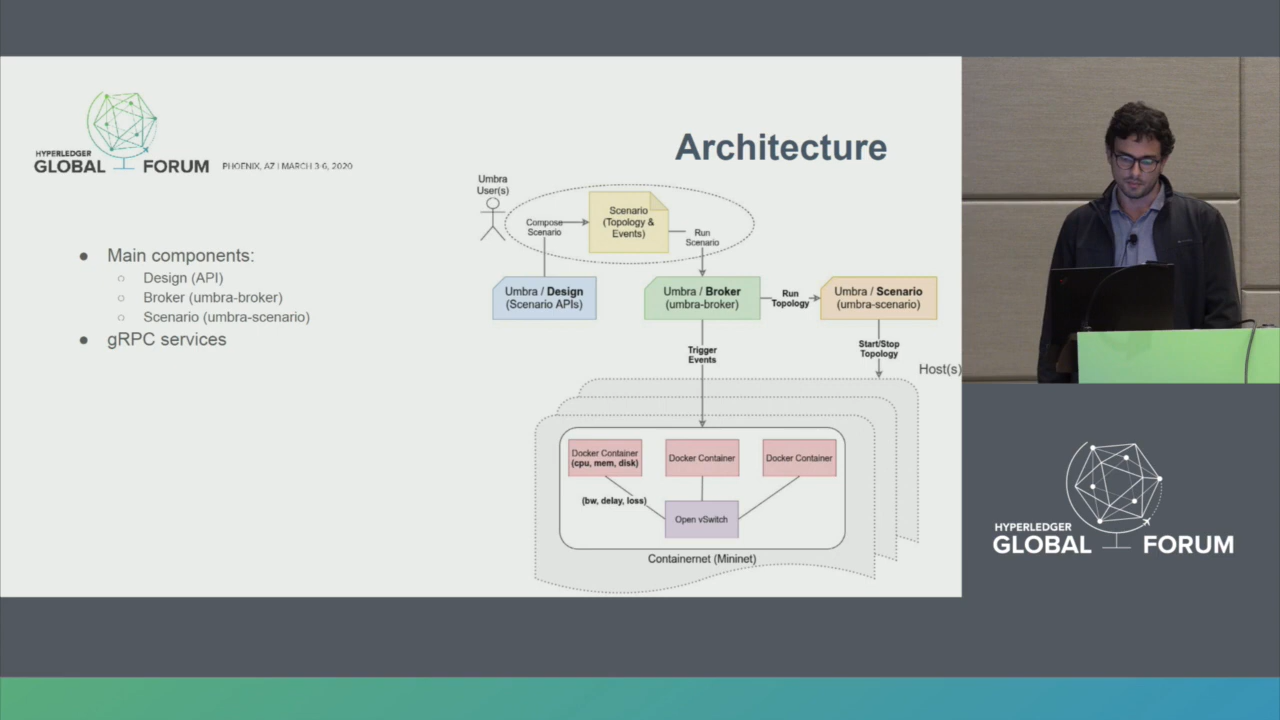 HYPERLEDGER
GLOBAL FORUM
PHOENIX, AZ | MARCH 3-6, 2020
Architecture
● Main components:
○ Design (API)
○ Broker (umbra-broker)
○ Scenario (umbra-scenario)
● gRPC services
Umbra
User(s)
Compose
Scenario
Scenario
(Topology &
Events)
Run
Scenario
Umbra / Design
(Scenario APIs)
Umbra / Broker
(umbra-broker)
Run
Topology
Umbra / Scenario
(umbra-scenario)
Trigger
Events
Start/Stop
Topology
Host(s)
Docker Container
(cpu, mem, disk)
Docker Container
Docker Container
(bw, delay, loss)
Open vSwitch
Containernet (Mininet)
HYPERLEDGER
GLOBAL FORUM